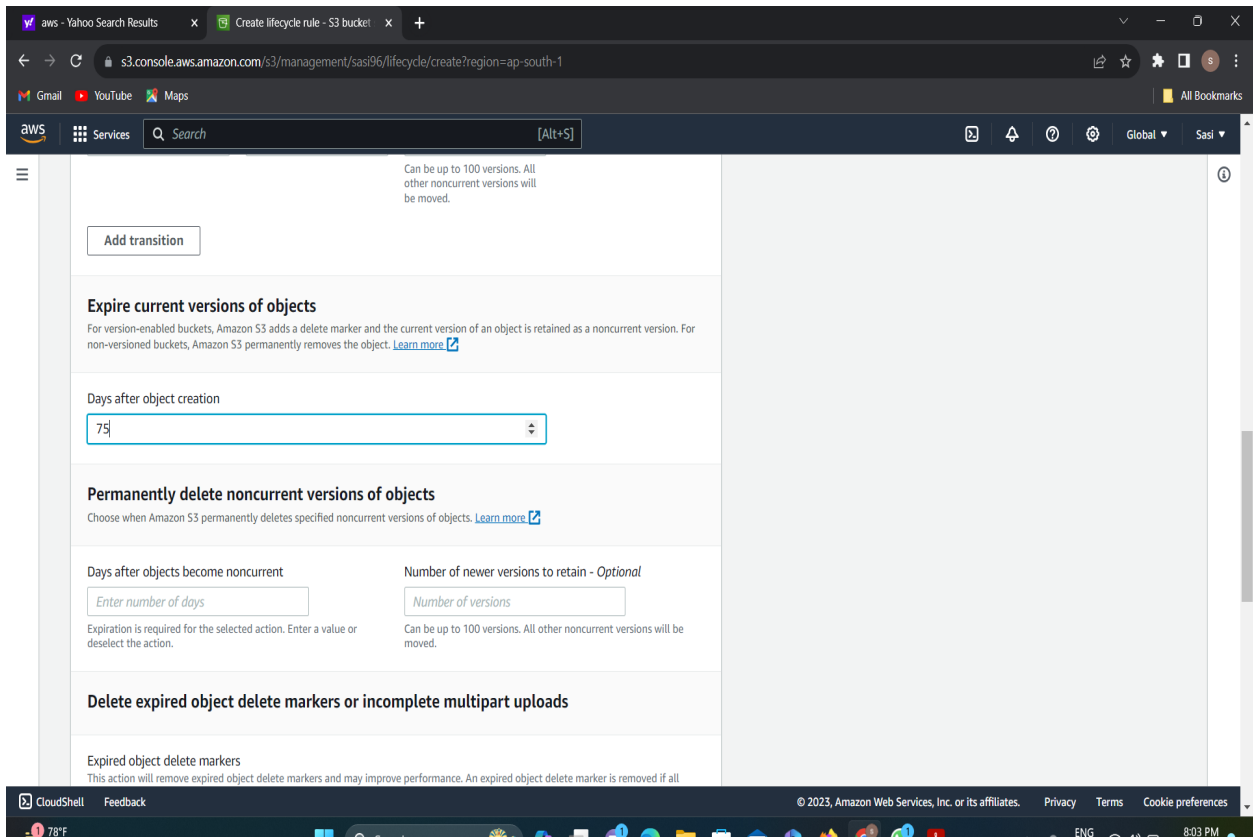 aws - Yahoo Search Results
Create lifecycle rule - S3 bucket
s3.console.aws.amazon.com/s3/management/sasi96/lifecycle/create?region=ap-south-1
Gmail YouTube Maps All Bookmarks
aws Services Search [Alt+S] Global Sasi
Can be up to 100 versions. All
other noncurrent versions will
be moved.
Add transition
Expire current versions of objects
For version-enabled buckets, Amazon S3 adds a delete marker and the current version of an object is retained as a noncurrent version. For
non-versioned buckets, Amazon S3 permanently removes the object. Learn more
Days after object creation
75
Permanently delete noncurrent versions of objects
Choose when Amazon S3 permanently deletes specified noncurrent versions of objects. Learn more
Days after objects become noncurrent
Enter number of days
Expiration is required for the selected action. Enter a value or
deselect the action.
Number of newer versions to retain - Optional
Number of versions
Can be up to 100 versions. All other noncurrent versions will be
moved.
Delete expired object delete markers or incomplete multipart uploads
Expired object delete markers
This action will remove expired object delete markers and may improve performance. An expired object delete marker is removed if all
CloudShell Feedback © 2023, Amazon Web Services, Inc. or its affiliates. Privacy Terms Cookie preferences
1 78°F ENG 8:03 PM